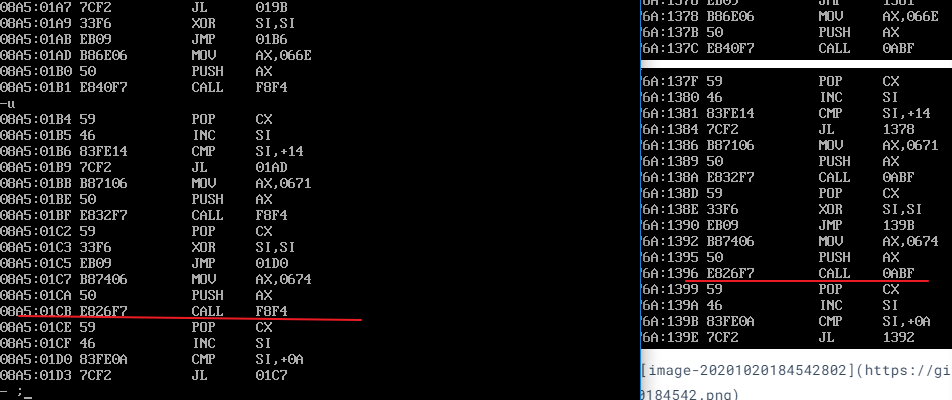 08A5:01A7 7CF2 JL 019B
08A5:01A9 33F6 XOR SI,SI
08A5:01AB EB09 JMP 01B6
08A5:01AD B86E06 MOV AX,066E
08A5:01B0 50 PUSH AX
08A5:01B1 E840F7 CALL F8F4
-u
08A5:01B4 59 POP CX
08A5:01B5 46 INC SI
08A5:01B6 83FE14 CMP SI,+14
08A5:01B9 7CF2 JL 01AD
08A5:01BB B87106 MOV AX,0671
08A5:01BE 50 PUSH AX
08A5:01BF E832F7 CALL F8F4
08A5:01C2 59 POP CX
08A5:01C3 33F6 XOR SI,SI
08A5:01C5 EB09 JMP 01D0
08A5:01C7 B87406 MOV AX,0674
08A5:01CA 50 PUSH AX
08A5:01CB E826F7 CALL F8F4
08A5:01CE 59 POP CX
08A5:01CF 46 INC SI
08A5:01D0 83FE0A CMP SI,+0A
08A5:01D3 7CF2 JL 01C7
- ;_
6A:1378 B86E06 MOV AX,066E
6A:137B 50 PUSH AX
6A:137C E840F7 CALL 0ABF
6A:137F 59 POP CX
6A:1380 46 INC SI
6A:1381 83FE14 CMP SI,+14
6A:1384 7CF2 JL 1378
6A:1386 B87106 MOV AX,0671
6A:1389 50 PUSH AX
6A:138A E832F7 CALL 0ABF
6A:138D 59 POP CX
6A:138E 33F6 XOR SI,SI
6A:1390 EB09 JMP 139B
6A:1392 B87406 MOV AX,0674
6A:1395 50 PUSH AX
6A:1396 E826F7 CALL 0ABF
6A:1399 59 POP CX
6A:139A 46 INC SI
6A:139B 83FE0A CMP SI,+0A
6A:139E 7CF2 JL 1392
[image-20201020184542802](https://gi
0184542.png)